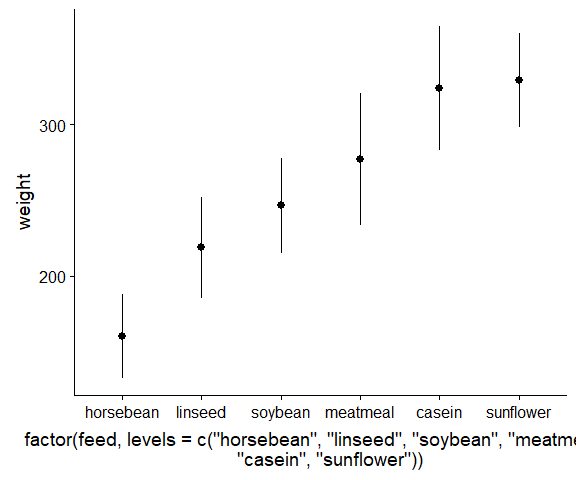 weight
300
200
horsebean linseed soybean meatmeal casein sunflower
factor(feed, levels = c("horsebean", "linseed", "soybean", "meatme
"casein", "sunflower"))